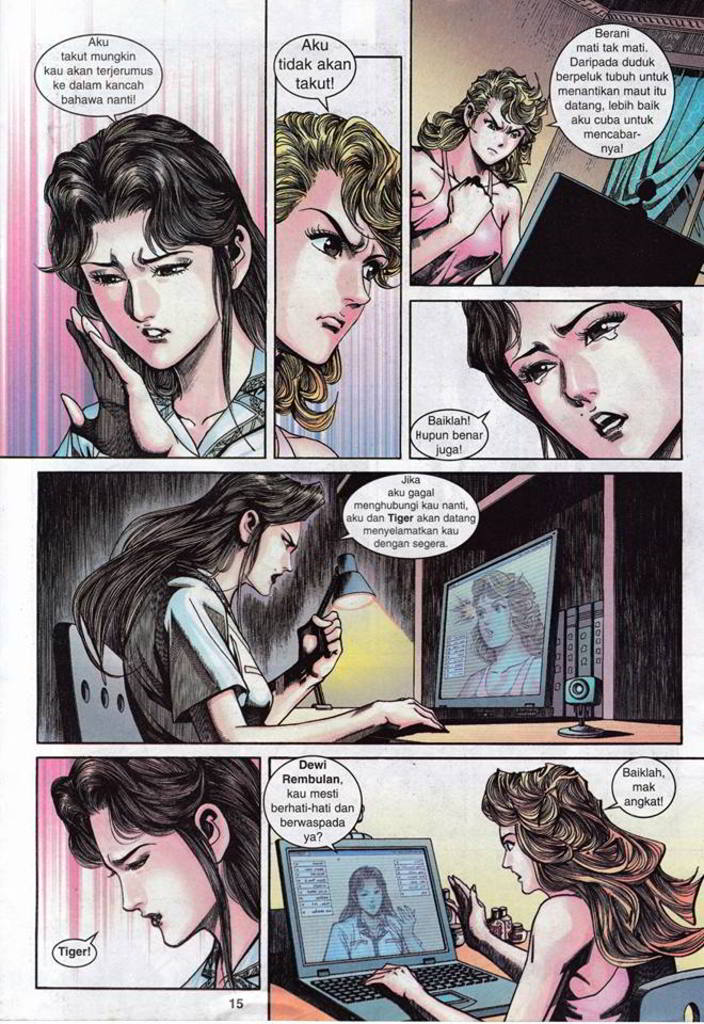 Aku
takut mungkin
kau akan terjerumus
ke dalam kancah
bahawa nanti!
Aku
tidak akan
takut!
Berani
mati tak mati.
Daripada duduk
berpeluk tubuh untuk
menantikan maut itu
datang, lebih baik
aku cuba untuk
mencabar-
nya!
Baiklah!
Hupun benar
juga!
Jika
aku gagal
menghubungi kau nanti,
aku dan Tiger akan datang
menyelamatkan kau
dengan segera.
Tiger!
Dewi
Rembulan,
kau mesti
berhati-hati dan
berwaspada
ya?
Baiklah,
mak
angkat!
15